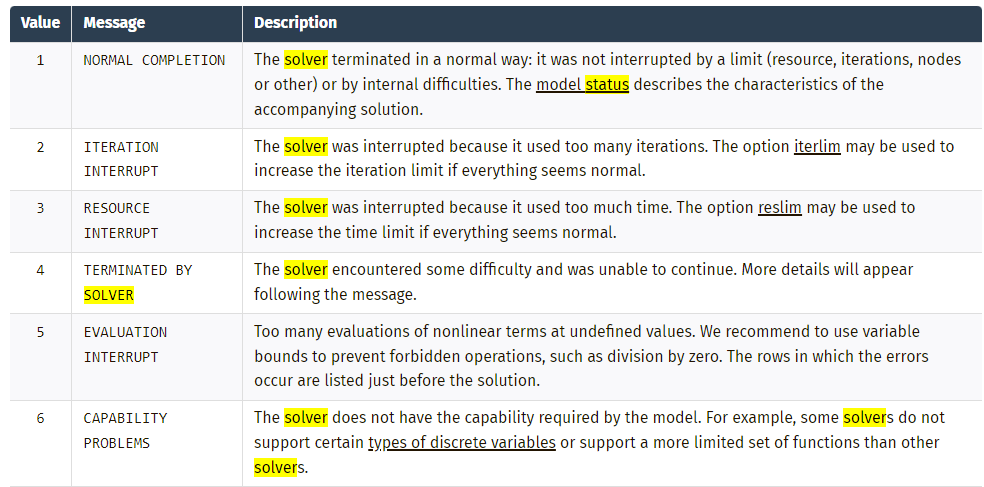 Value Message Description
1 NORMAL COMPLETION The solver terminated in a normal way: it was not interrupted by a limit (resource, iterations, nodes
or other) or by internal difficulties. The model status describes the characteristics of the
accompanying solution.
2 ITERATION The solver was interrupted because it used too many iterations. The option iterlim may be used to
INTERRUPT increase the iteration limit if everything seems normal.
3 RESOURCE The solver was interrupted because it used too much time. The option reslim may be used to
INTERRUPT increase the time limit if everything seems normal.
4 TERMINATED BY The solver encountered some difficulty and was unable to continue. More details will appear
SOLVER following the message.
5 EVALUATION Too many evaluations of nonlinear terms at undefined values. We recommend to use variable
INTERRUPT bounds to prevent forbidden operations, such as division by zero. The rows in which the errors
occur are listed just before the solution.
6 CAPABILITY The solver does not have the capability required by the model. For example, some solvers do not
PROBLEMS support certain types of discrete variables or support a more limited set of functions than other
solvers.